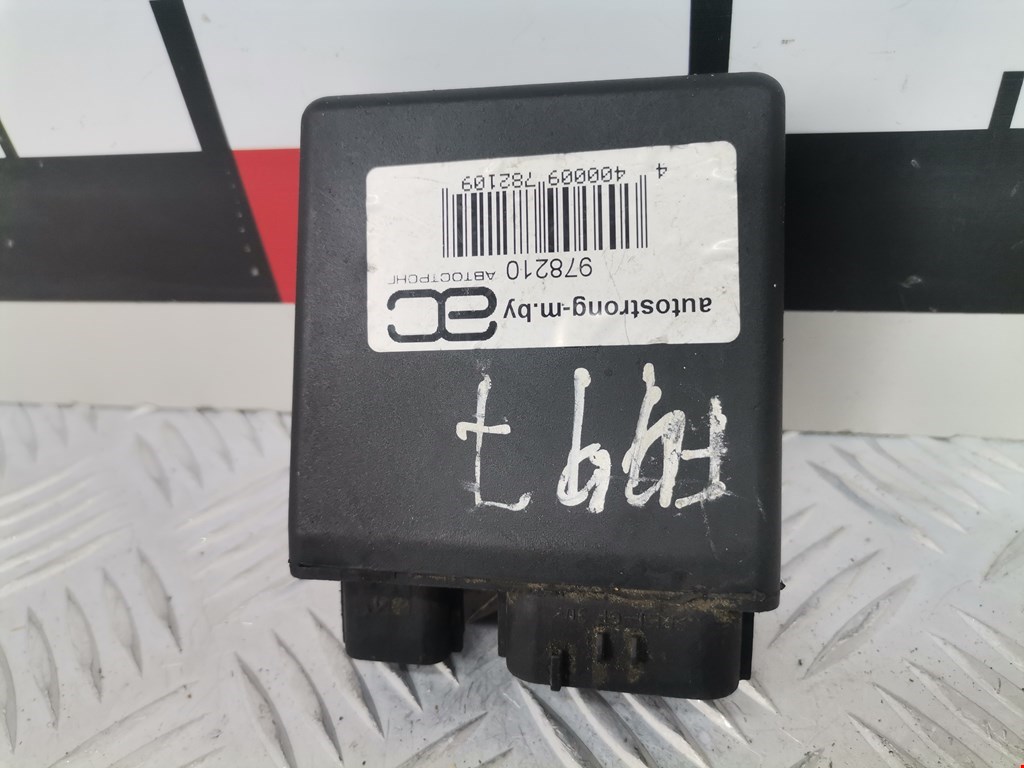 autostrong-m.by
978210 АВТОСТРОНГ
4 400009 782109